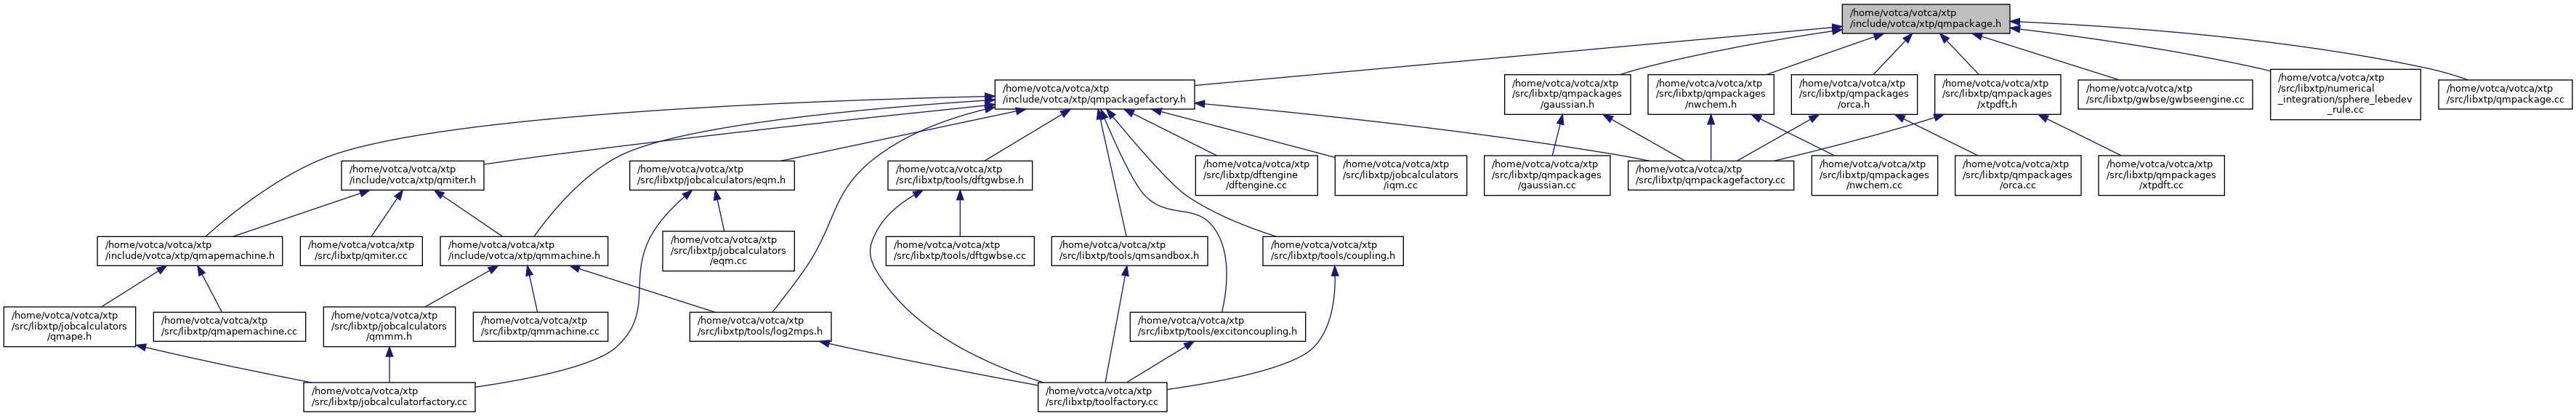 /home/votca/votca/xtp
/include/votca/xtp/qmpackage.h
/home/votca/votca/xtp
/include/votca/xtp/qmpackagefactory.h
/home/votca/votca/xtp
/src/libxtp/qmpackages
/gaussian.h
/home/votca/votca/xtp
/src/libxtp/qmpackages
/nwchem.h
/home/votca/votca/xtp
/src/libxtp/qmpackages
/orca.h
/home/votca/votca/xtp
/src/libxtp/qmpackages
/xtpdft.h
/home/votca/votca/xtp
/src/libxtp/gwbse/gwbseengine.cc
/home/votca/votca/xtp
/src/libxtp/numerical
_integration/sphere_lebedev
_rule.cc
/home/votca/votca/xtp
/src/libxtp/qmpackage.cc
/home/votca/votca/xtp
/include/votca/xtp/qmiter.h
/home/votca/votca/xtp
/src/libxtp/jobcalculators/eqm.h
/home/votca/votca/xtp
/src/libxtp/tools/dftgwbse.h
/home/votca/votca/xtp
/src/libxtp/dftengine
/dftengine.cc
/home/votca/votca/xtp
/src/libxtp/jobcalculators
/iqm.cc
/home/votca/votca/xtp
/src/libxtp/qmpackages
/gaussian.cc
/home/votca/votca/xtp
/src/libxtp/qmpackagefactory.cc
/home/votca/votca/xtp
/src/libxtp/qmpackages
/nwchem.cc
/home/votca/votca/xtp
/src/libxtp/qmpackages
/orca.cc
/home/votca/votca/xtp
/src/libxtp/qmpackages
/xtpdft.cc
/home/votca/votca/xtp
/include/votca/xtp/qmapemachine.h
/home/votca/votca/xtp
/src/libxtp/qmiter.cc
/home/votca/votca/xtp
/include/votca/xtp/qmmachine.h
/home/votca/votca/xtp
/src/libxtp/jobcalculators
/eqm.cc
/home/votca/votca/xtp
/src/libxtp/tools/dftgwbse.cc
/home/votca/votca/xtp
/src/libxtp/tools/qmsandbox.h
/home/votca/votca/xtp
/src/libxtp/tools/coupling.h
/home/votca/votca/xtp
/src/libxtp/jobcalculators
/qmape.h
/home/votca/votca/xtp
/src/libxtp/qmapemachine.cc
/home/votca/votca/xtp
/src/libxtp/jobcalculators
/qmmm.h
/home/votca/votca/xtp
/src/libxtp/qmmachine.cc
/home/votca/votca/xtp
/src/libxtp/tools/log2mps.h
/home/votca/votca/xtp
/src/libxtp/tools/excitoncoupling.h
/home/votca/votca/xtp
/src/libxtp/jobcalculatorfactory.cc
/home/votca/votca/xtp
/src/libxtp/toolfactory.cc